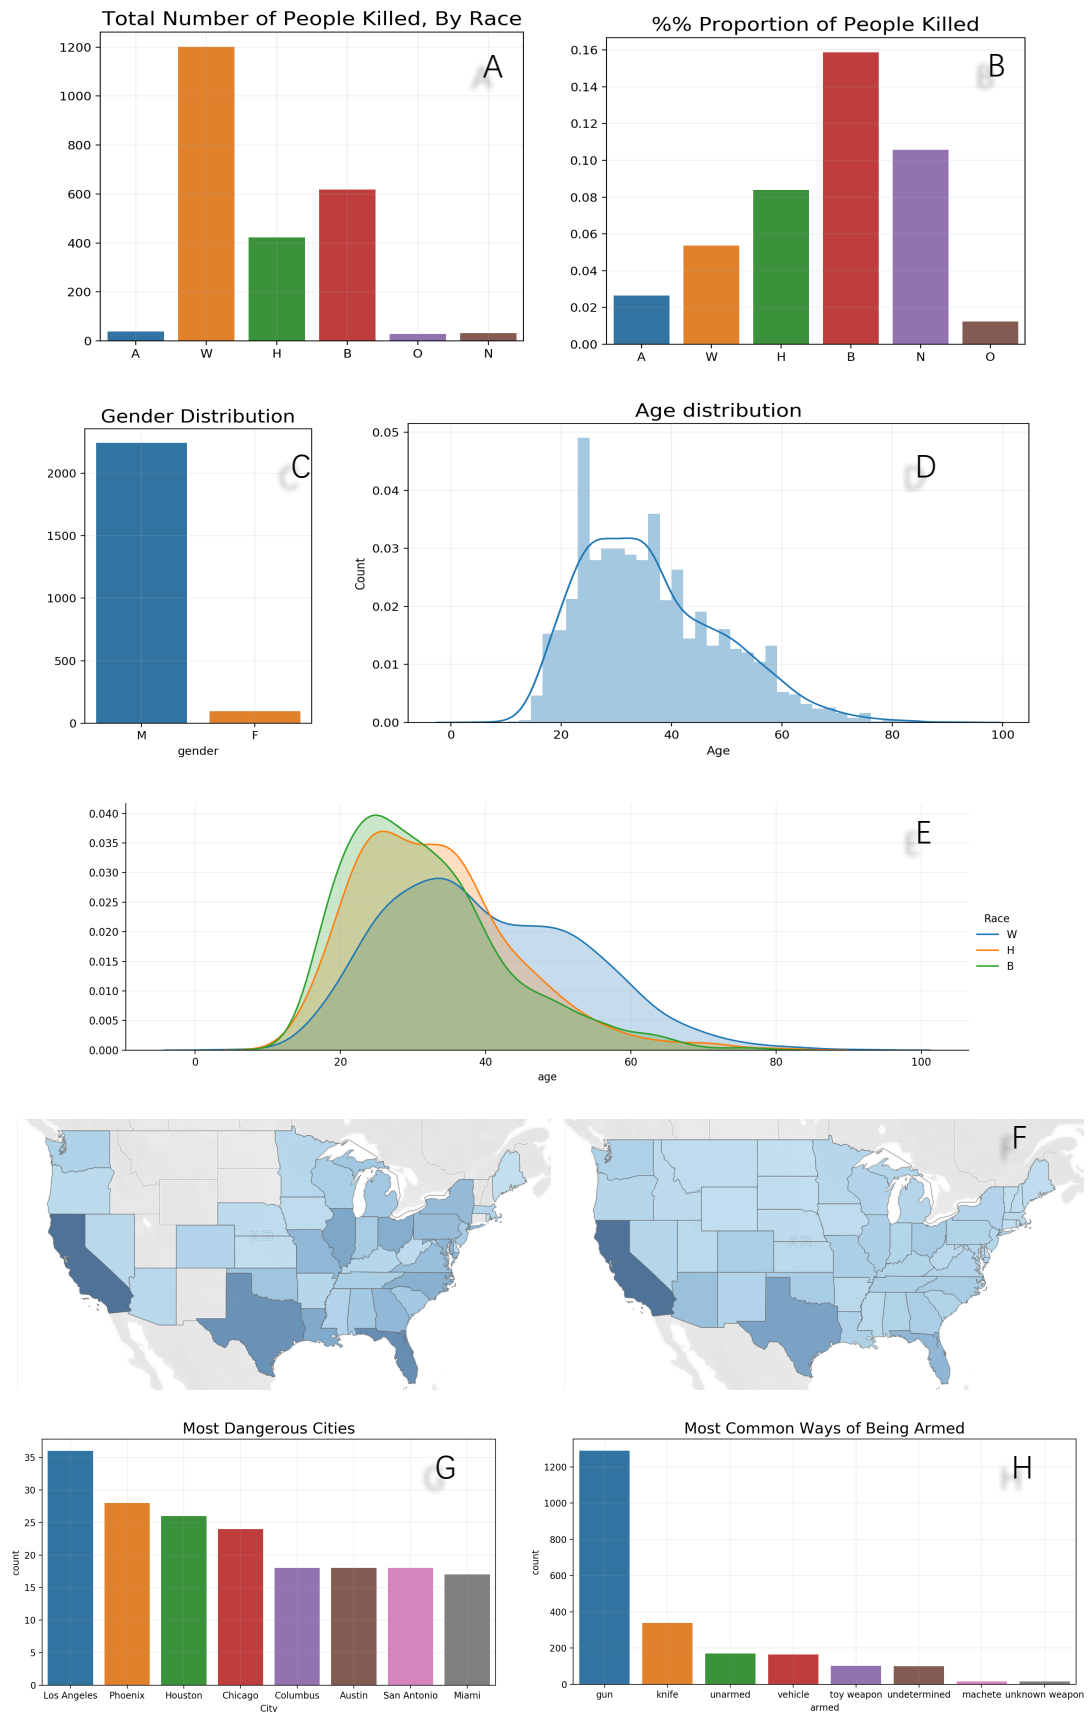 Total Number of People Killed, By Race
A
1200
1000
800
600
400
200
0
A W H B O N
%% Proportion of People Killed
B
0.16
0.14
0.12
0.10
0.08
0.06
0.04
0.02
0.00
A W H B N O
Gender Distribution
C
2000
1500
1000
500
0
M F
gender
Age distribution
D
0.05
0.04
0.03
0.02
0.01
0.00
Count
0 20 40 60 80 100
Age
E
0.040
0.035
0.030
0.025
0.020
0.015
0.010
0.005
0.000
0 20 40 60 80 100
age
Race
W
H
B
F
美国
美国
Most Dangerous Cities
G
35
30
25
20
15
10
5
0
count
Los Angeles Phoenix Houston Chicago Columbus Austin San Antonio Miami
City
Most Common Ways of Being Armed
H
1200
1000
800
600
400
200
0
count
gun knife unarmed vehicle toy weapon undetermined machete unknown weapon
armed